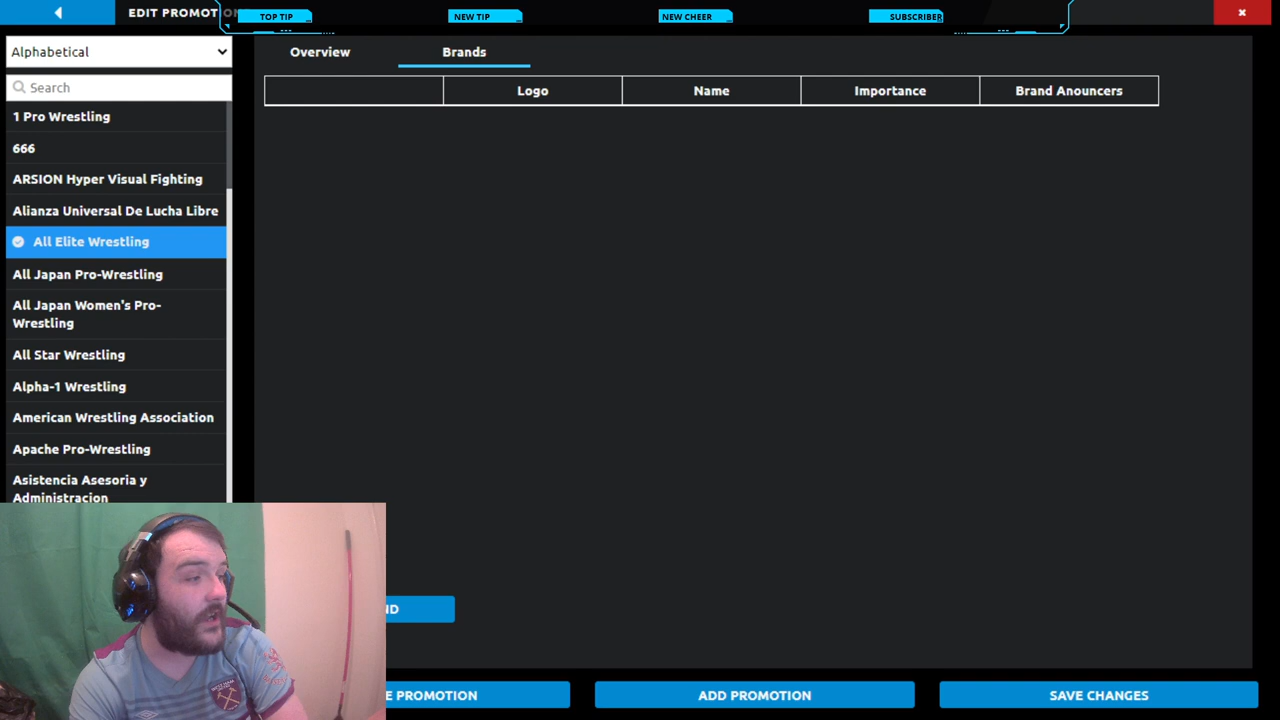 EDIT PROMOTION
TOP TIP
NEW TIP
NEW CHEER
SUBSCRIBER
Alphabetical
Search
1 Pro Wrestling
666
ARSION Hyper Visual Fighting
Alianza Universal De Lucha Libre
All Elite Wrestling
All Japan Pro-Wrestling
All Japan Women's Pro-
Wrestling
All Star Wrestling
Alpha-1 Wrestling
American Wrestling Association
Apache Pro-Wrestling
Asistencia Asesoria y
Administracion
Overview
Brands
Logo
Name
Importance
Brand Anouncers
ND
E PROMOTION
ADD PROMOTION
SAVE CHANGES